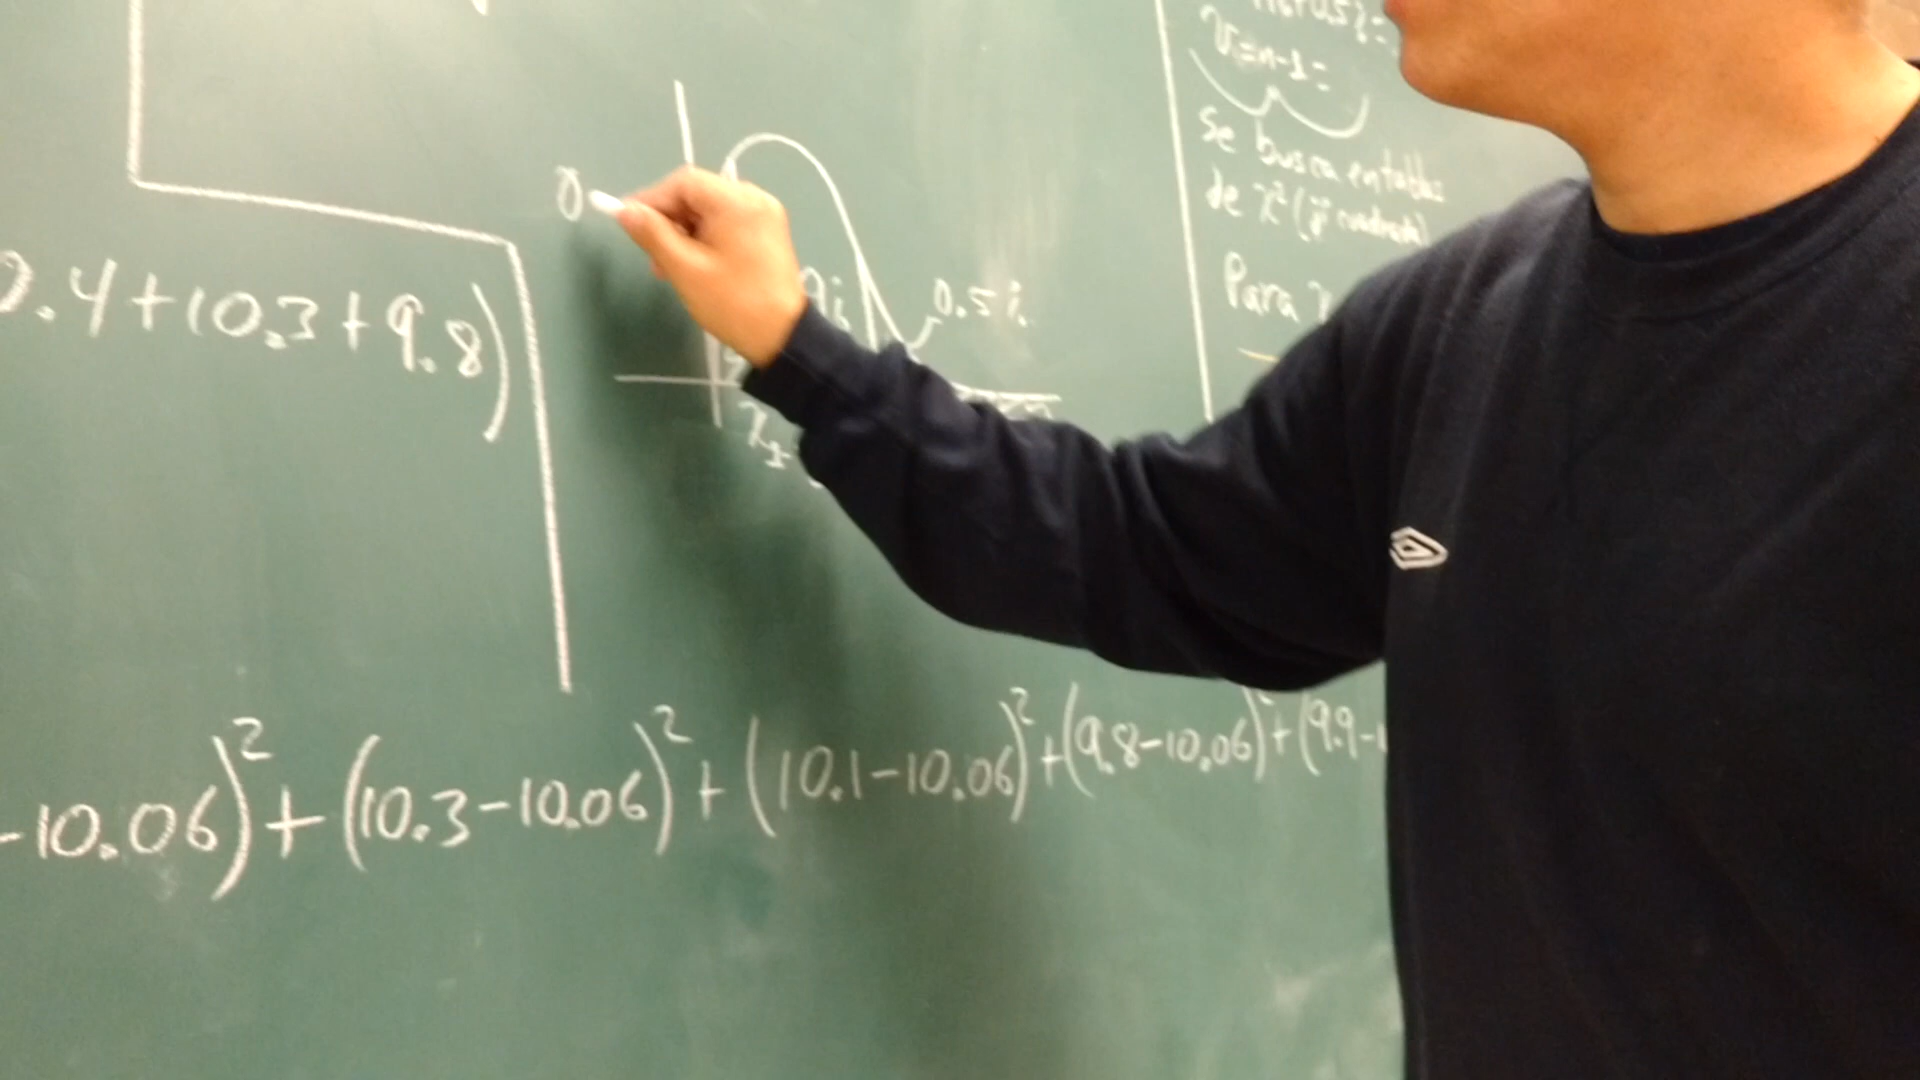 .4+10.3+9.8)
0
0.5%
χ
V=n-1=
Se busca en tablas
de χ² (ji cuadrada)
Para χ
-10.06)²+(10.3-10.06)²+(10.1-10.06)²+(9.8-10.06)²+(9.9-1